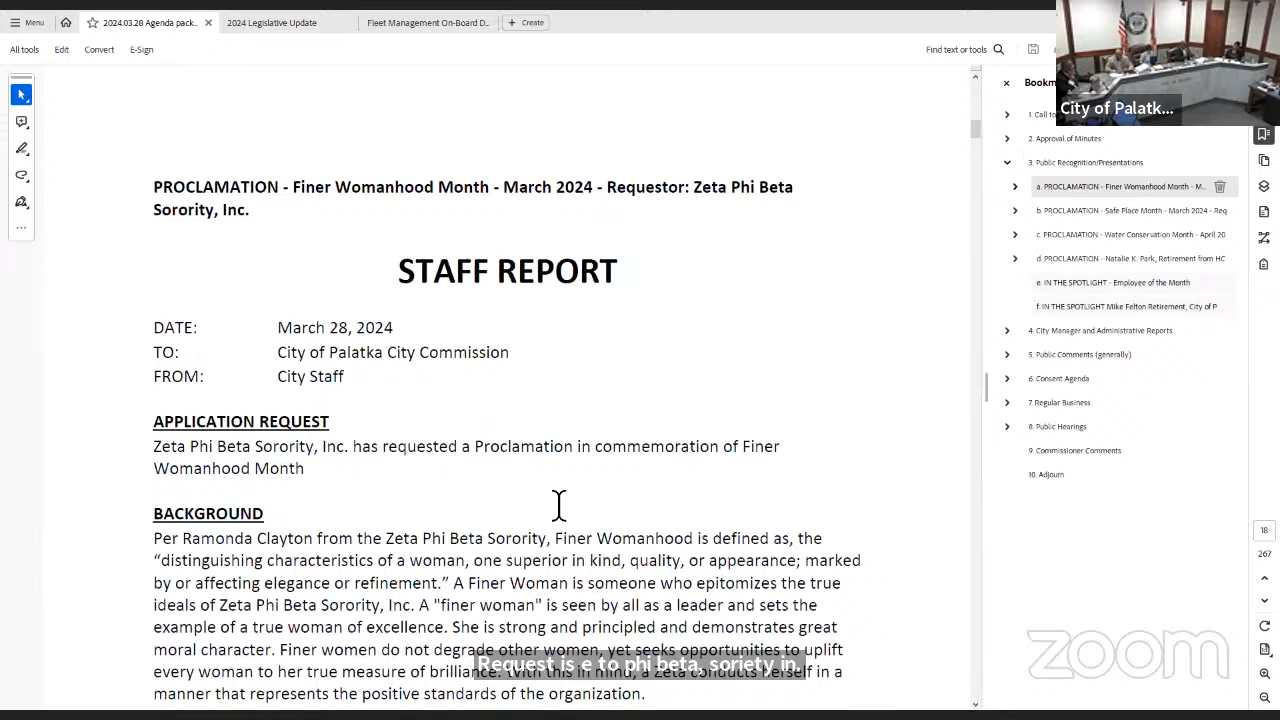 Menu
2024.03.28 Agenda pack...
2024 Legislative Update
Fleet Management On-Board D...
Create
All tools
Edit
Convert
E-Sign
Find text or tools
City of Palatk...
PROCLAMATION - Finer Womanhood Month - March 2024 - Requestor: Zeta Phi Beta
Sorority, Inc.
STAFF REPORT
DATE: March 28, 2024
TO: City of Palatka City Commission
FROM: City Staff
APPLICATION REQUEST
Zeta Phi Beta Sorority, Inc. has requested a Proclamation in commemoration of Finer
Womanhood Month
BACKGROUND
Per Ramonda Clayton from the Zeta Phi Beta Sorority, Finer Womanhood is defined as, the
“distinguishing characteristics of a woman, one superior in kind, quality, or appearance; marked
by or affecting elegance or refinement.” A Finer Woman is someone who epitomizes the true
ideals of Zeta Phi Beta Sorority, Inc. A "finer woman" is seen by all as a leader and sets the
example of a true woman of excellence. She is strong and principled and demonstrates great
moral character. Finer women do not degrade other women, yet seeks opportunities to uplift
every woman to her true measure of brilliance. With this in mind, a Zeta conducts herself in a
manner that represents the positive standards of the organization.
Request is e to phi beta, soriety in,
Bookm
1. Call to
2. Approval of Minutes
3. Public Recognition/Presentations
a. PROCLAMATION - Finer Womanhood Month - M...
b. PROCLAMATION - Safe Place Month - March 2024 - Req
c. PROCLAMATION - Water Conservation Month - April 20
d. PROCLAMATION - Natalie K. Park, Retirement from HC
e. IN THE SPOTLIGHT - Employee of the Month
f. IN THE SPOTLIGHT Mike Felton Retirement, City of P
4. City Manager and Administrative Reports
5. Public Comments (generally)
6. Consent Agenda
7. Regular Business
8. Public Hearings
9. Commissioner Comments
10. Adjourn
18
267
zoom